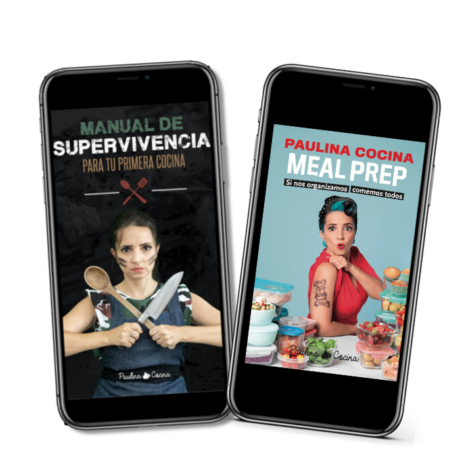 MANUAL DE
SUPERVIVENCIA
PARA TU PRIMERA COCINA
Paulina Cocina
PAULINA COCINA
MEAL PREP
Si nos organizamos comemos todos
Paulina Cocina